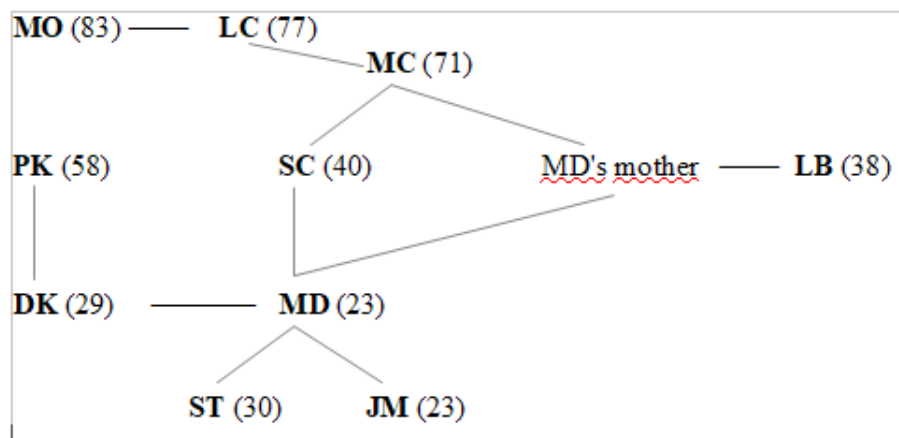 MO (83) LC (77)
MC (71)
PK (58) SC (40) MD's mother LB (38)
DK (29) MD (23)
ST (30) JM (23)